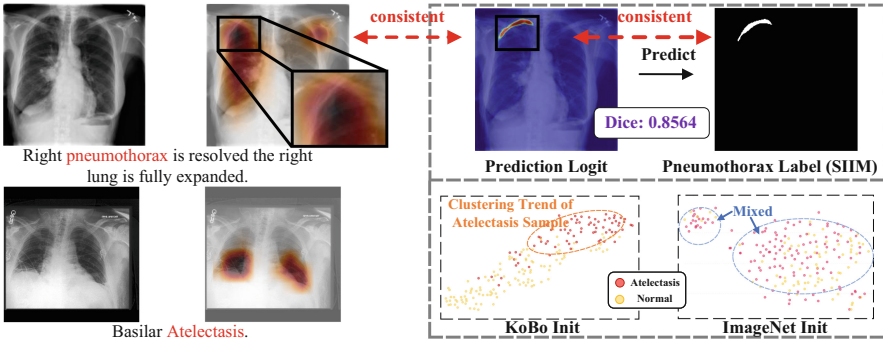 consistent
consistent
Predict
Dice: 0.8564
Right pneumothorax is resolved the right
lung is fully expanded.
Prediction Logit
Pneumothorax Label (SIIM)
Clustering Trend of
Atelectasis Sample
Mixed
Atelectasis
Normal
KoBo Init
ImageNet Init
Basilar Atelectasis.